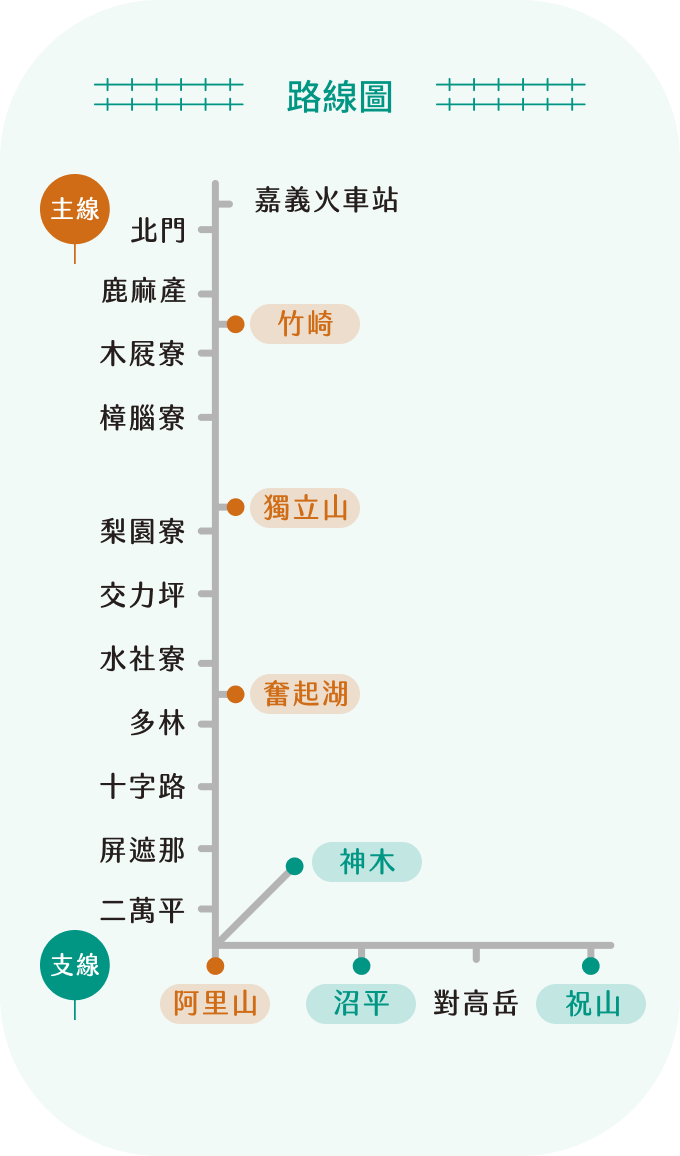 路線圖
主線
嘉義火車站
北門
鹿麻產
竹崎
木屐寮
樟腦寮
獨立山
梨園寮
交力坪
水社寮
奮起湖
多林
十字路
屏遮那
神木
二萬平
支線
阿里山
沼平
對高岳
祝山